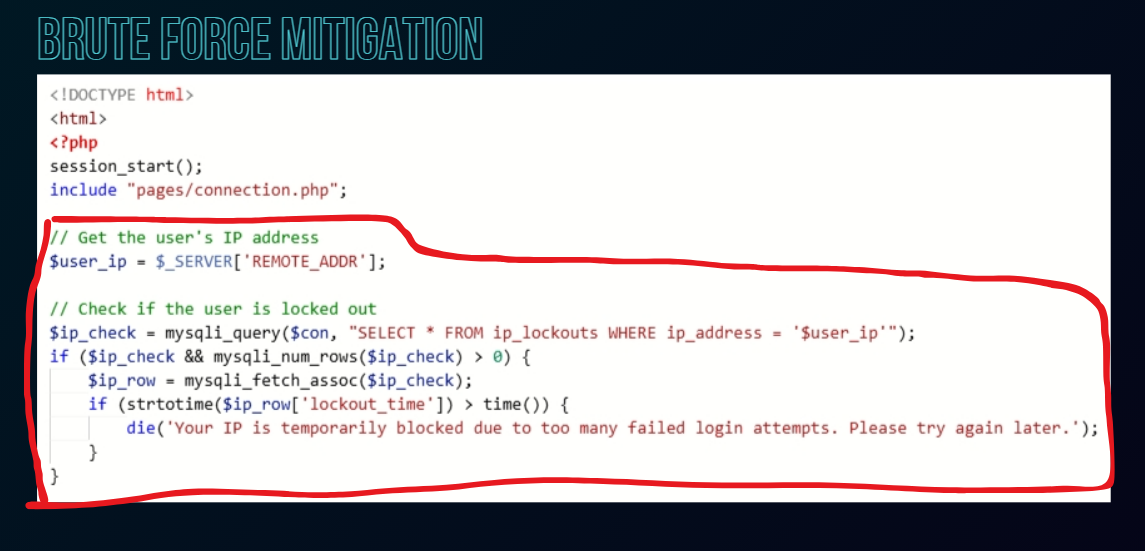 BRUTE FORCE MITIGATION
<!DOCTYPE html>
<html>
<?php
session_start();
include "pages/connection.php";
// Get the user's IP address
$user_ip = $_SERVER['REMOTE_ADDR'];
// Check if the user is locked out
$ip_check = mysqli_query($con, "SELECT * FROM ip_lockouts WHERE ip_address = '$user_ip'");
if ($ip_check && mysqli_num_rows($ip_check) > 0) {
$ip_row = mysqli_fetch_assoc($ip_check);
if (strtotime($ip_row['lockout_time']) > time()) {
die('Your IP is temporarily blocked due to too many failed login attempts. Please try again later.');
}
}